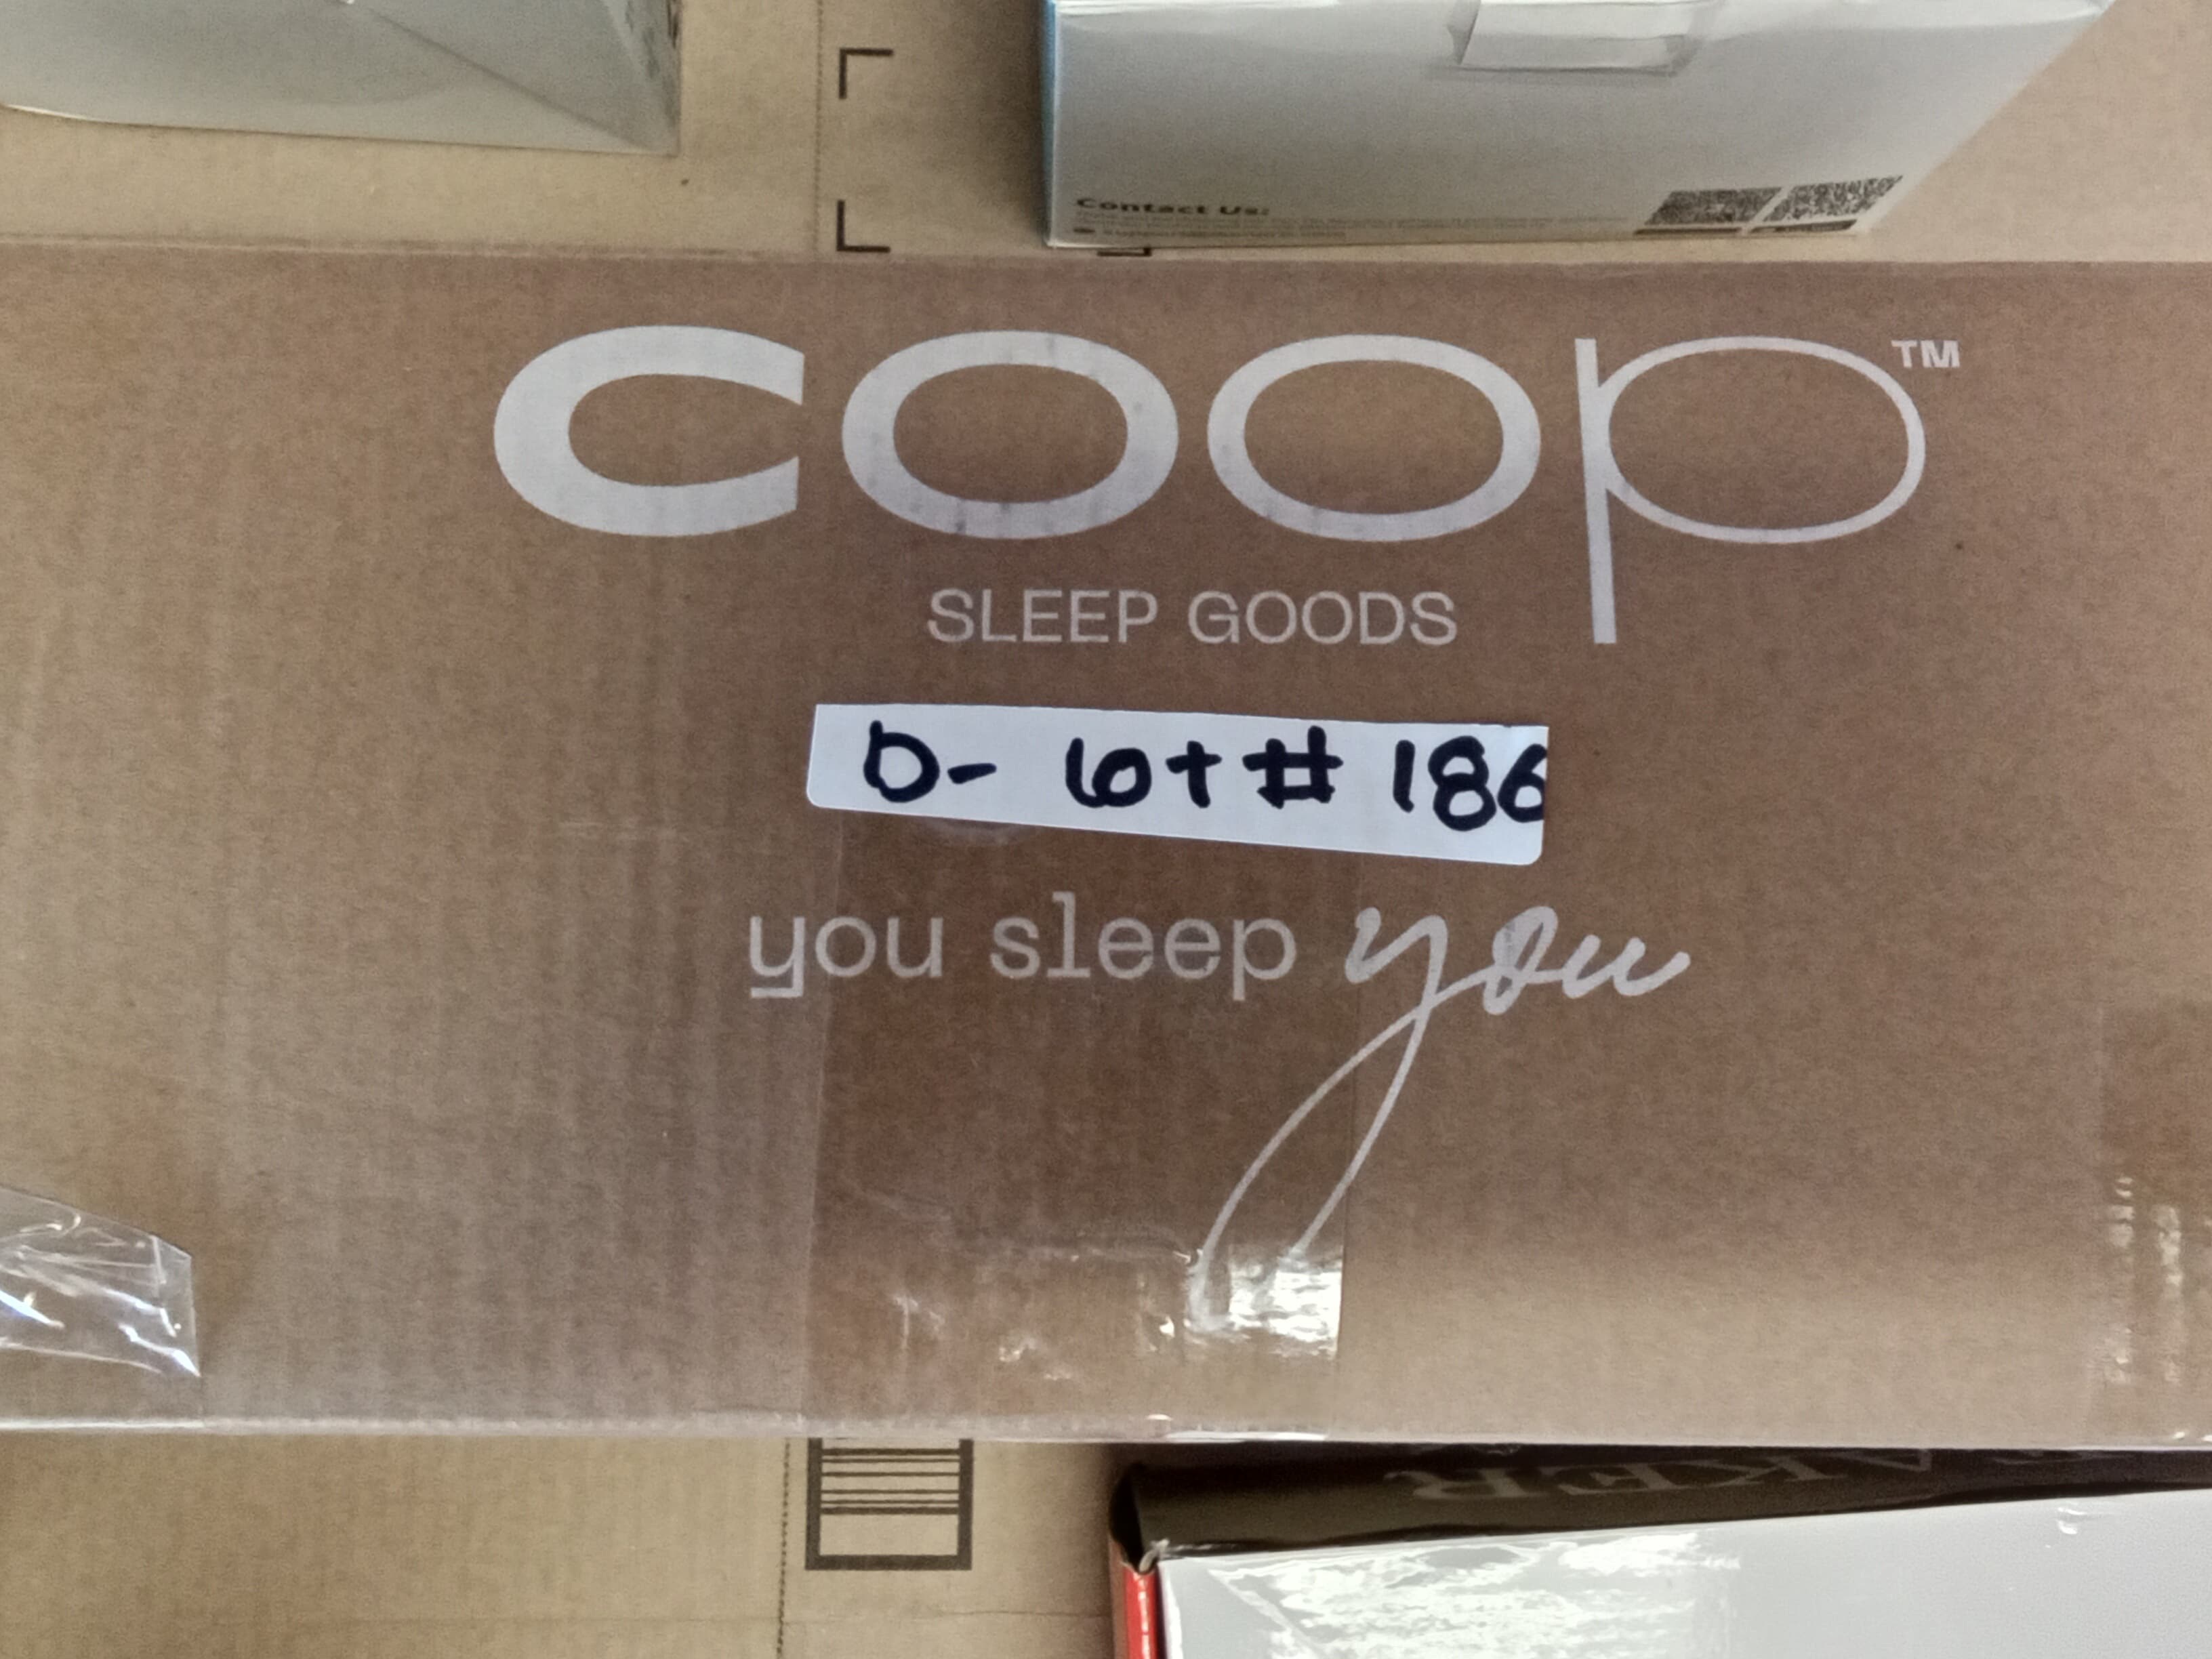 Contact Us:
coop™
SLEEP GOODS
D- Lot # 186
you sleep you